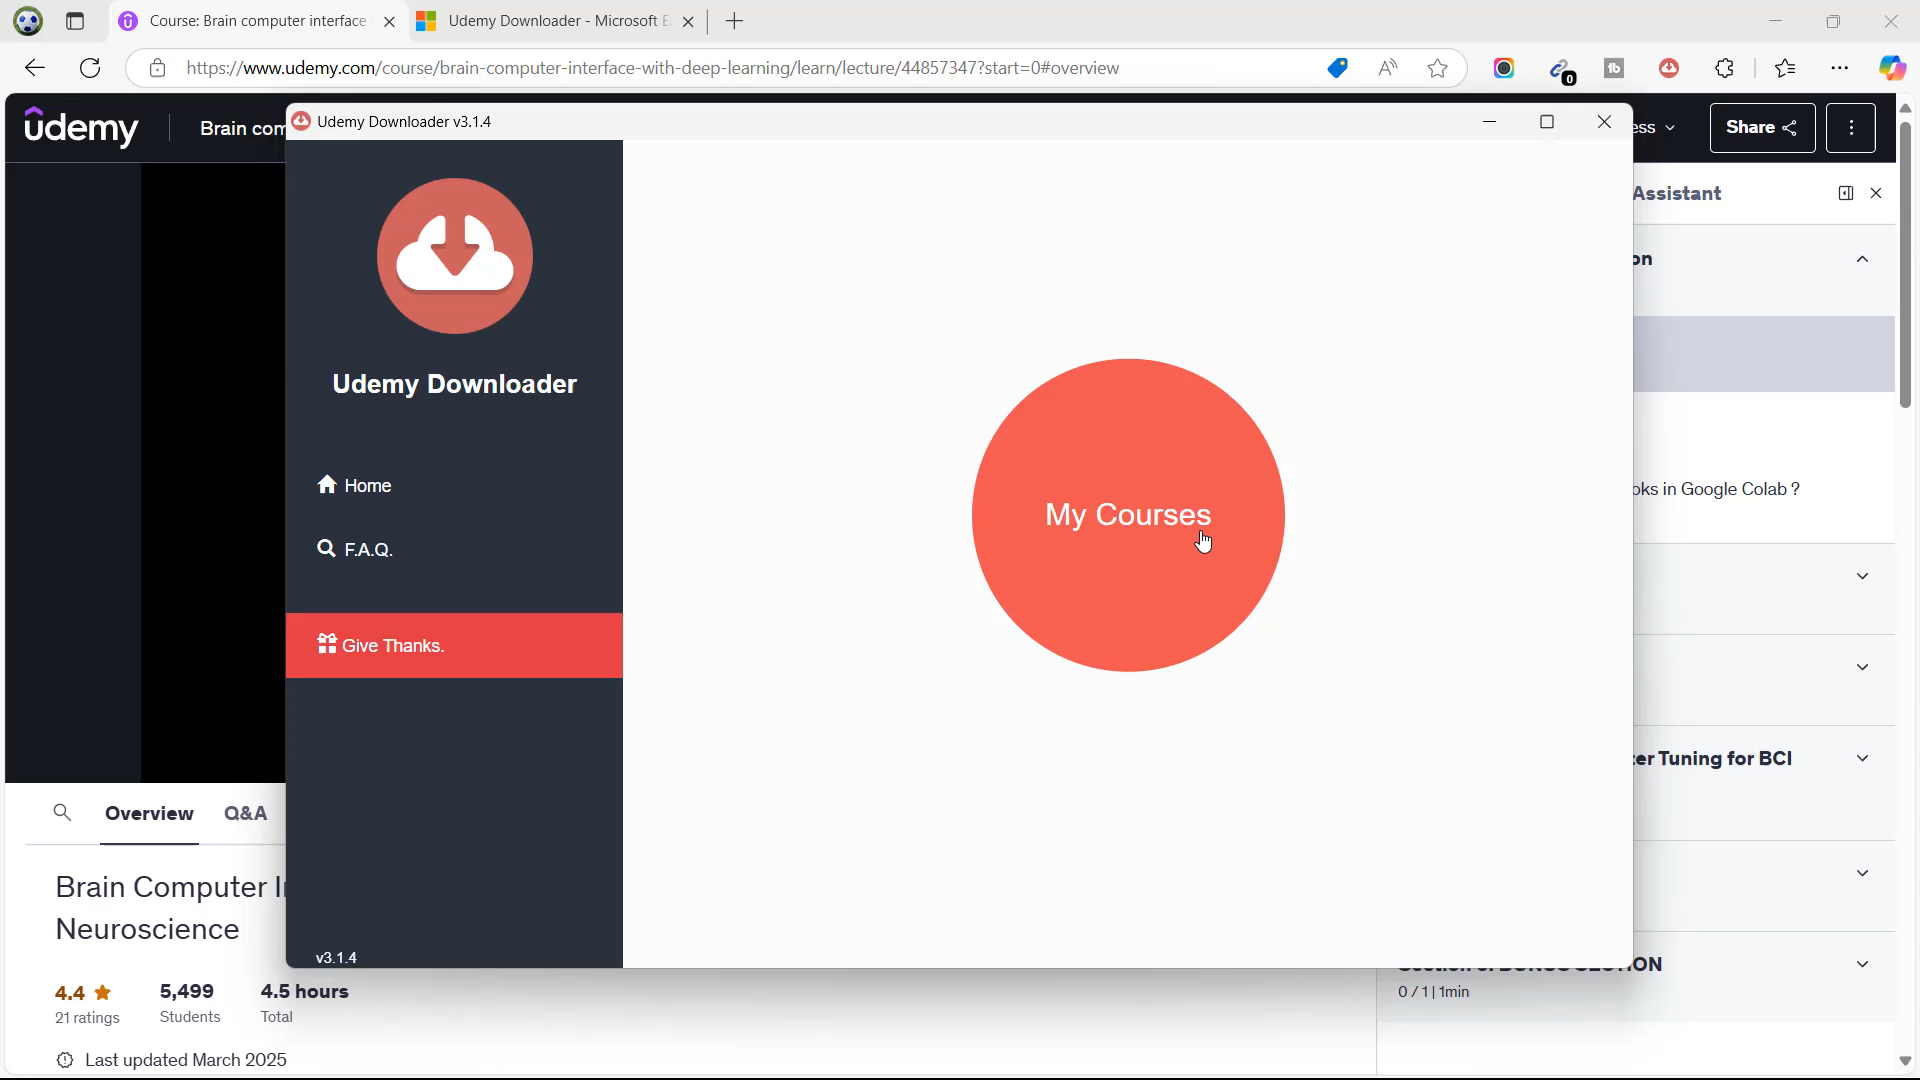 Course: Brain computer interface
Udemy Downloader - Microsoft E
https://www.udemy.com/course/brain-computer-interface-with-deep-learning/learn/lecture/44857347?start=0#overview
0
udemy
Brain com
Udemy Downloader v3.1.4
ess
Share
Assistant
on
Udemy Downloader
Home
F.A.Q.
Give Thanks.
v3.1.4
My Courses
oks in Google Colab ?
er Tuning for BCI
ON
0 / 1 | 1min
Overview
Q&A
Brain Computer I
Neuroscience
4.4
5,499
4.5 hours
21 ratings
Students
Total
Last updated March 2025